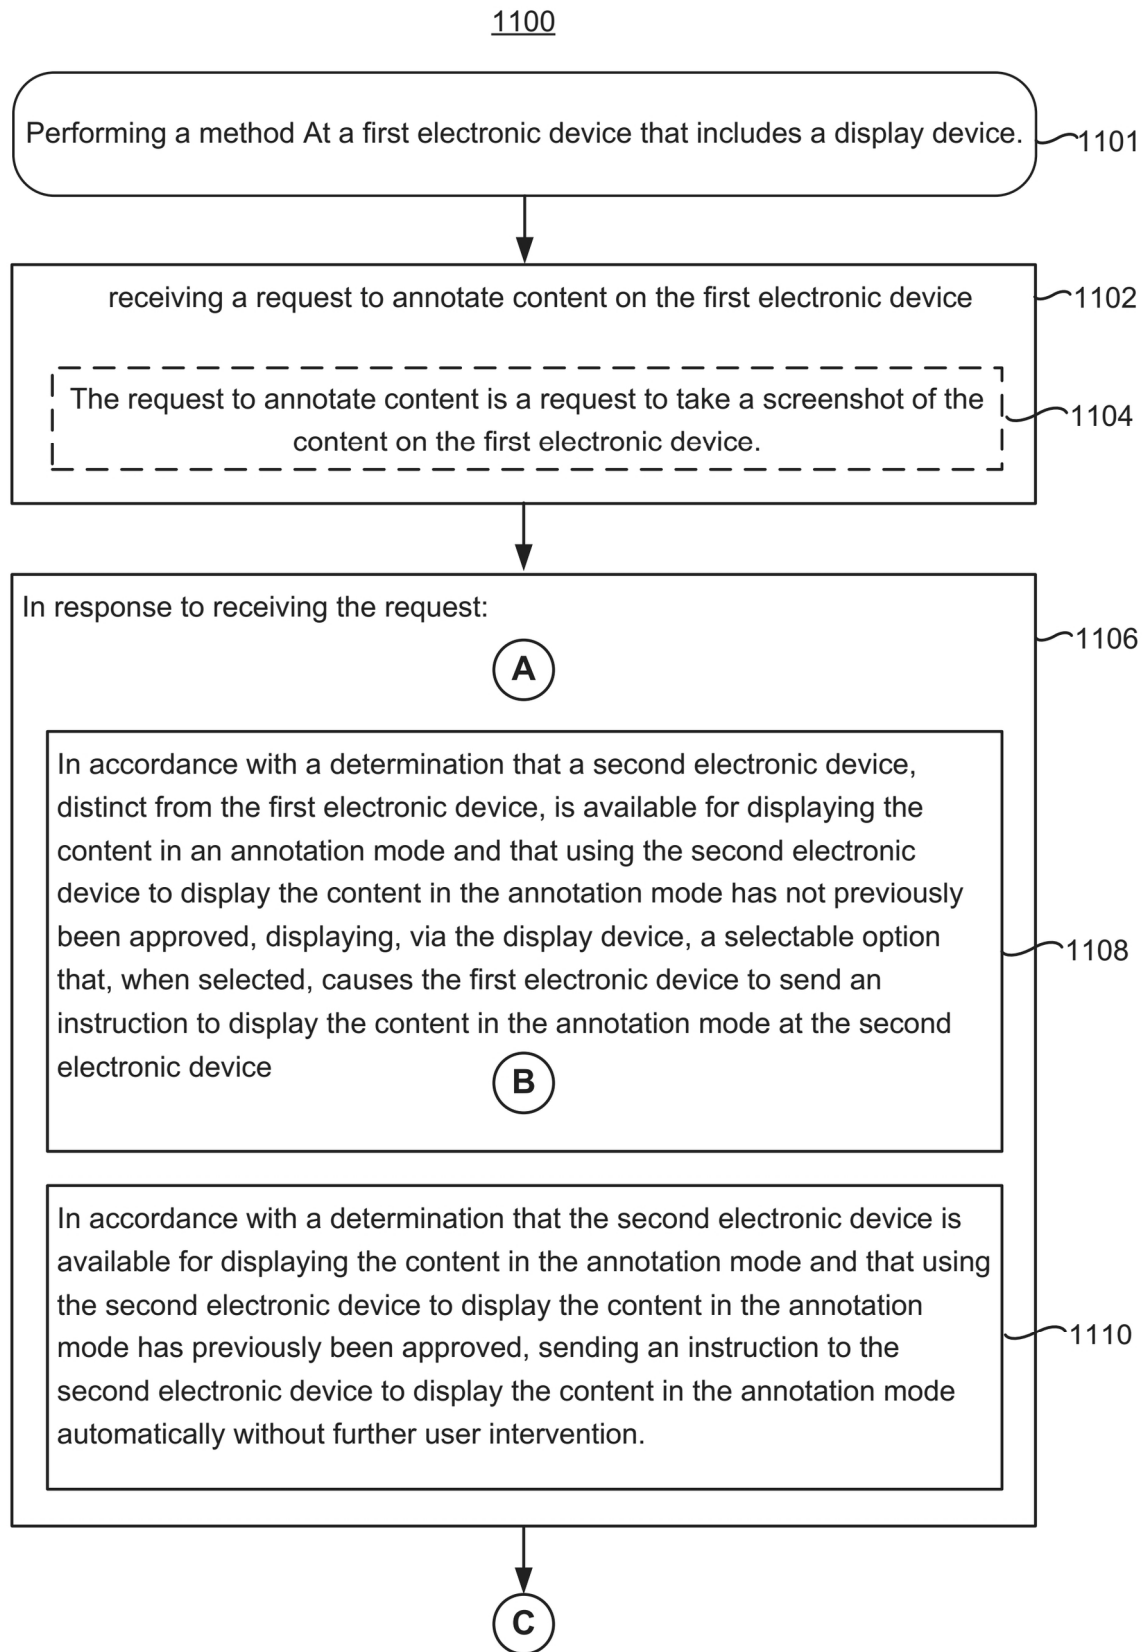 1100
Performing a method At a first electronic device that includes a display device.
1101
receiving a request to annotate content on the first electronic device
1102
The request to annotate content is a request to take a screenshot of the
content on the first electronic device.
1104
In response to receiving the request:
1106
A
In accordance with a determination that a second electronic device,
distinct from the first electronic device, is available for displaying the
content in an annotation mode and that using the second electronic
device to display the content in the annotation mode has not previously
been approved, displaying, via the display device, a selectable option
that, when selected, causes the first electronic device to send an
instruction to display the content in the annotation mode at the second
electronic device
1108
B
In accordance with a determination that the second electronic device is
available for displaying the content in the annotation mode and that using
the second electronic device to display the content in the annotation
mode has previously been approved, sending an instruction to the
second electronic device to display the content in the annotation mode
automatically without further user intervention.
1110
C